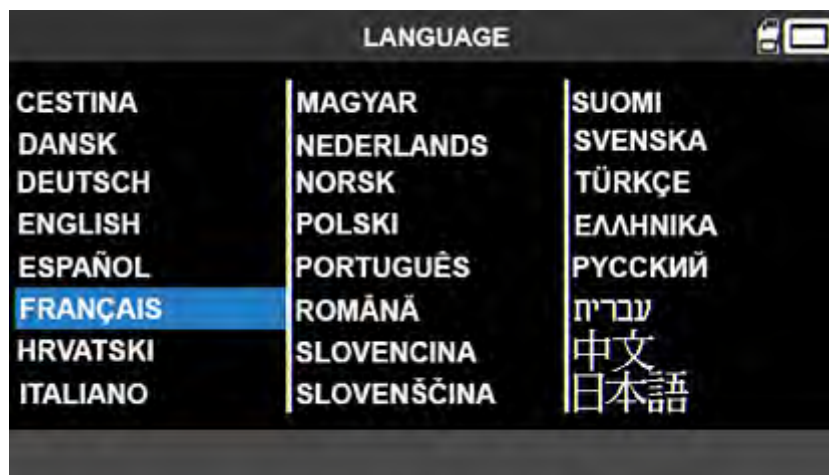 LANGUAGE
CESTINA
DANSK
DEUTSCH
ENGLISH
ESPAÑOL
FRANÇAIS
HRVATSKI
ITALIANO
MAGYAR
NEDERLANDS
NORSK
POLSKI
PORTUGUÊS
ROMÂNĂ
SLOVENCINA
SLOVENŠČINA
SUOMI
SVENSKA
TÜRKÇE
ΕΛΛΗΝΙΚΑ
РУССКИЙ
עברית
中文
日本語